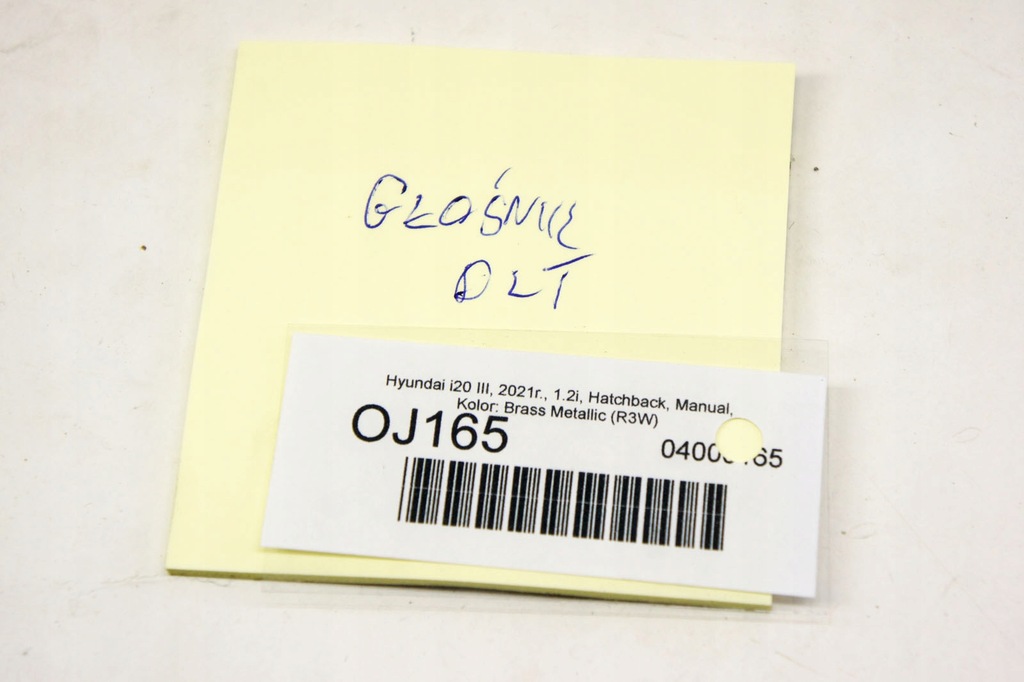 GŁOŚNIK
DLT
Hyundai i20 III, 2021r., 1.2i, Hatchback, Manual,
Kolor: Brass Metallic (R3W)
OJ165